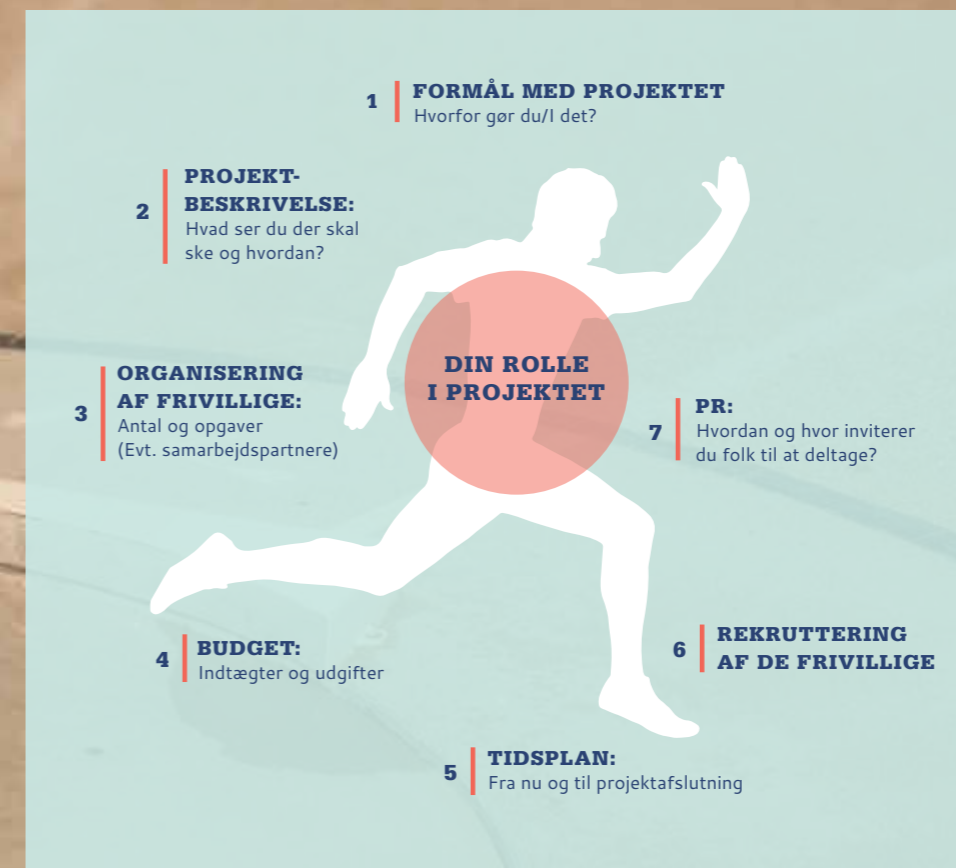 1
FORMÅL MED PROJEKTET
Hvorfor gør du/I det?
2
PROJEKT-
BESKRIVELSE:
Hvad ser du der skal
ske og hvordan?
3
ORGANISERING
AF FRIVILLIGE:
Antal og opgaver
(Evt. samarbejdspartnere)
4
BUDGET:
Indtægter og udgifter
5
TIDSPLAN:
Fra nu og til projektafslutning
6
REKRUTTERING
AF DE FRIVILLIGE
7
PR:
Hvordan og hvor inviterer
du folk til at deltage?
DIN ROLLE
I PROJEKTET